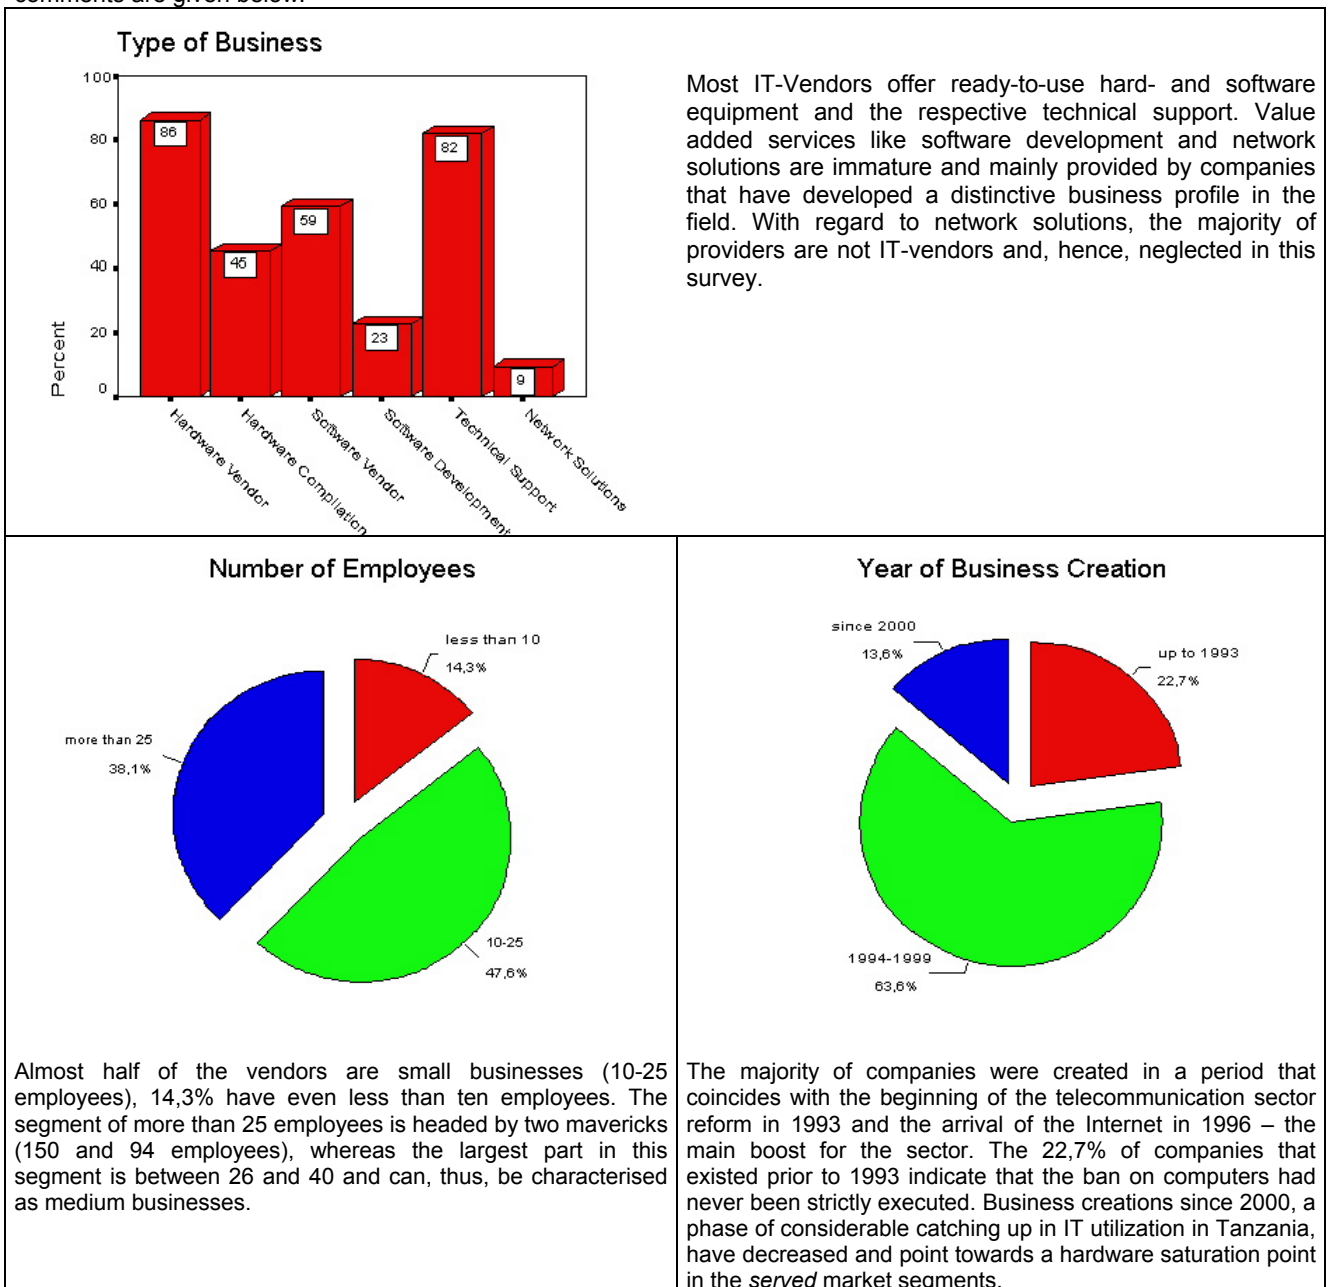 comments are given below.
Type of Business
100
80
60
40
20
0
Percent
86
45
59
23
82
9
Hardware Vendor
Hardware Compilation
Software Vendor
Software Development
Technical Support
Network Solutions
Most IT-Vendors offer ready-to-use hard- and software
equipment and the respective technical support. Value
added services like software development and network
solutions are immature and mainly provided by companies
that have developed a distinctive business profile in the
field. With regard to network solutions, the majority of
providers are not IT-vendors and, hence, neglected in this
survey.
Number of Employees
less than 10
14,3%
more than 25
38,1%
10-25
47,6%
Almost half of the vendors are small businesses (10-25
employees), 14,3% have even less than ten employees. The
segment of more than 25 employees is headed by two mavericks
(150 and 94 employees), whereas the largest part in this
segment is between 26 and 40 and can, thus, be characterised
as medium businesses.
Year of Business Creation
since 2000
13,6%
up to 1993
22,7%
1994-1999
63,6%
The majority of companies were created in a period that
coincides with the beginning of the telecommunication sector
reform in 1993 and the arrival of the Internet in 1996 – the
main boost for the sector. The 22,7% of companies that
existed prior to 1993 indicate that the ban on computers had
never been strictly executed. Business creations since 2000, a
phase of considerable catching up in IT utilization in Tanzania,
have decreased and point towards a hardware saturation point
in the served market segments.